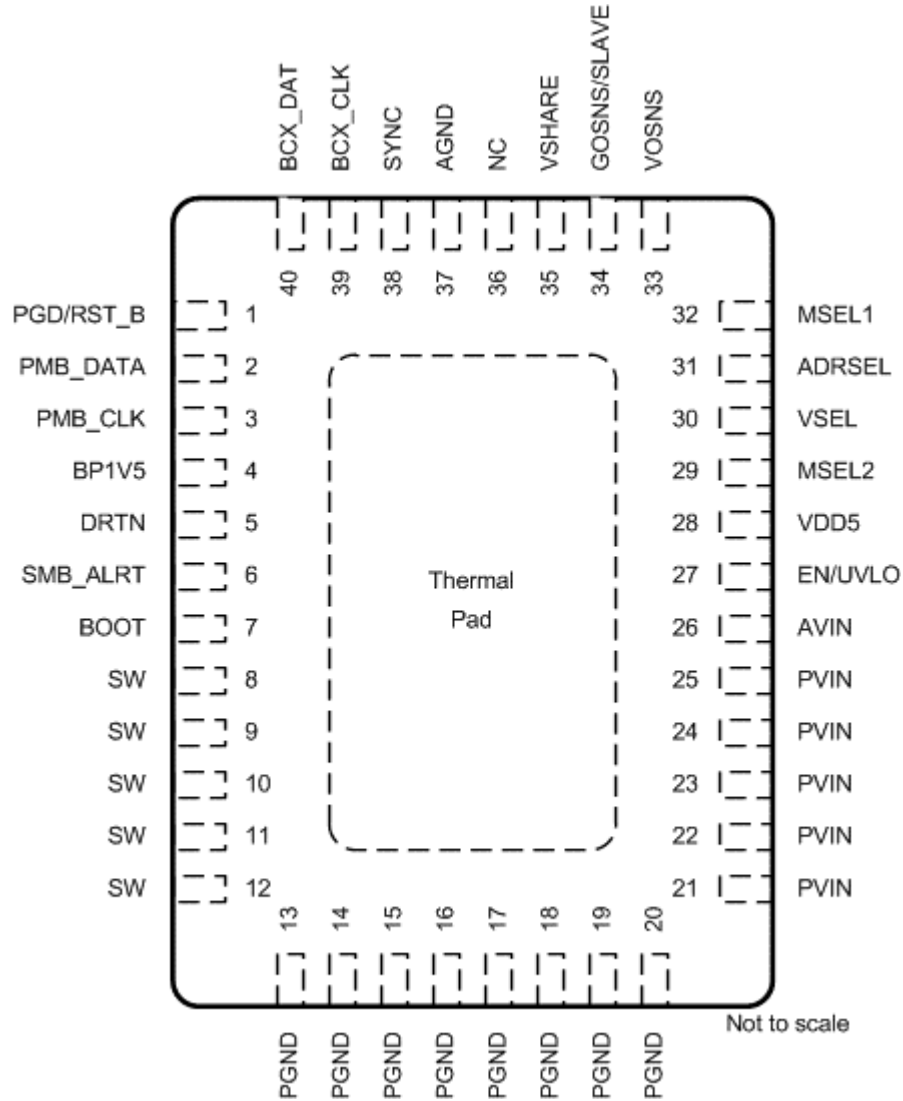 BCX_DAT
BCX_CLK
SYNC
AGND
NC
VSHARE
GOSNS/SLAVE
VOSNS
40
39
38
37
36
35
34
33
PGD/RST_B 1
32 MSEL1
PMB_DATA 2
31 ADRSEL
PMB_CLK 3
30 VSEL
BP1V5 4
29 MSEL2
DRTN 5
28 VDD5
SMB_ALRT 6
27 EN/UVLO
BOOT 7
26 AVIN
SW 8
25 PVIN
SW 9
24 PVIN
SW 10
23 PVIN
SW 11
22 PVIN
SW 12
21 PVIN
Thermal
Pad
13
14
15
16
17
18
19
20
PGND
PGND
PGND
PGND
PGND
PGND
PGND
PGND
Not to scale